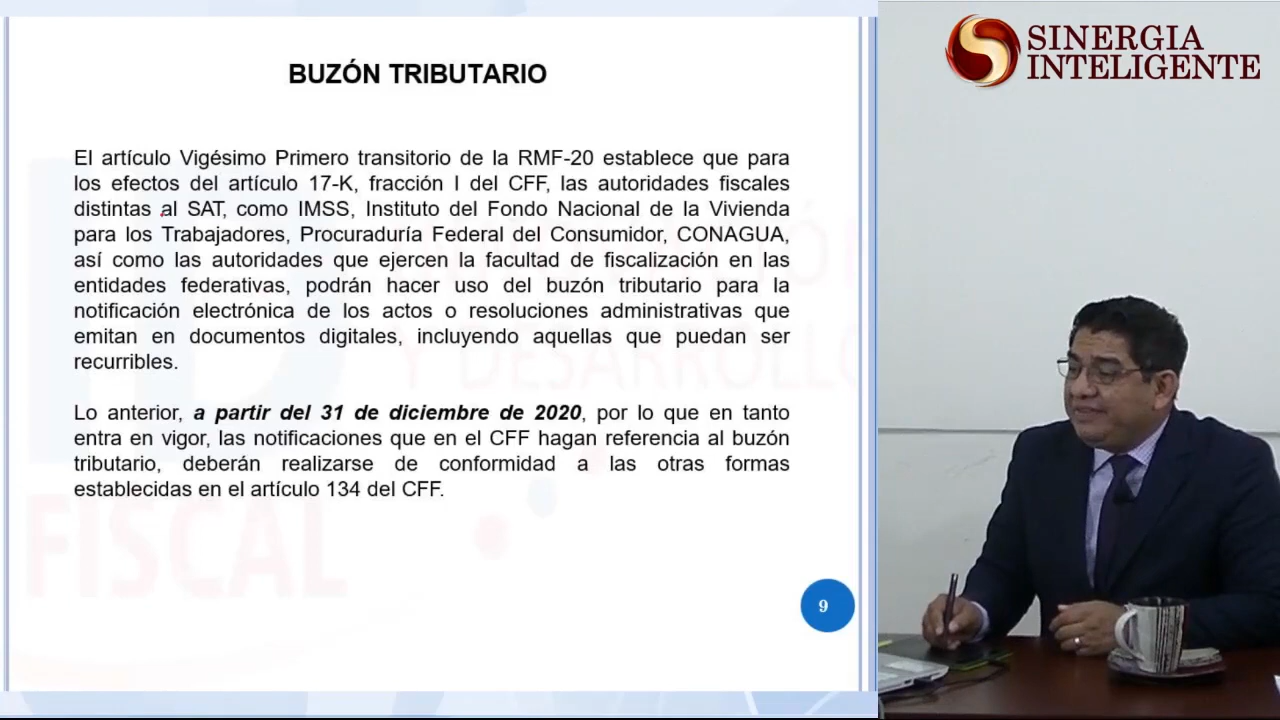 BUZÓN TRIBUTARIO
El artículo Vigésimo Primero transitorio de la RMF-20 establece que para
los efectos del artículo 17-K, fracción I del CFF, las autoridades fiscales
distintas al SAT, como IMSS, Instituto del Fondo Nacional de la Vivienda
para los Trabajadores, Procuraduría Federal del Consumidor, CONAGUA,
así como las autoridades que ejercen la facultad de fiscalización en las
entidades federativas, podrán hacer uso del buzón tributario para la
notificación electrónica de los actos o resoluciones administrativas que
emitan en documentos digitales, incluyendo aquellas que puedan ser
recurribles.
Lo anterior, a partir del 31 de diciembre de 2020, por lo que en tanto
entra en vigor, las notificaciones que en el CFF hagan referencia al buzón
tributario, deberán realizarse de conformidad a las otras formas
establecidas en el artículo 134 del CFF.
Y DESARROLLO
FISCAL
9
SINERGIA
INTELIGENTE